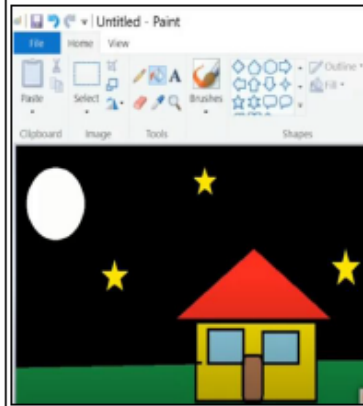 Untitled - Paint
File Home View
Paste Select A Brushes Outline Fill
Clipboard Image Tools Shapes